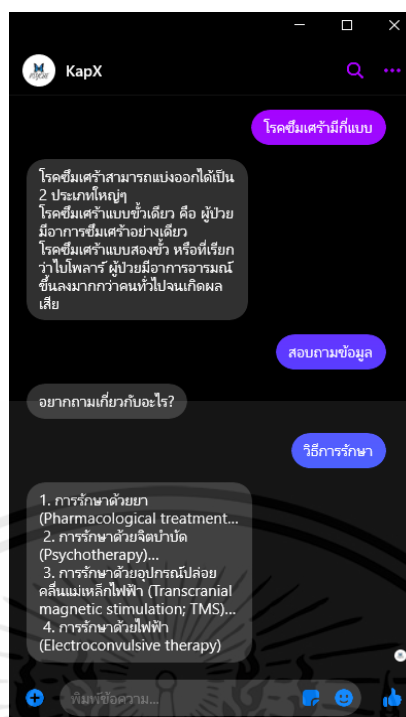 KapX
โรคซึมเศร้ามีกี่แบบ
โรคซึมเศร้าสามารถแบ่งออกได้เป็น
2 ประเภทใหญ่ๆ
โรคซึมเศร้าแบบขั้วเดียว คือ ผู้ป่วย
มีอาการซึมเศร้าอย่างเดียว
โรคซึมเศร้าแบบสองขั้ว หรือที่เรียก
ว่าไบโพลาร์ ผู้ป่วยมีอาการอารมณ์
ขึ้นลงมากกว่าคนทั่วไปจนเกิดผล
เสีย
สอบถามข้อมูล
อยากถามเกี่ยวกับอะไร?
วิธีการรักษา
1. การรักษาด้วยยา
(Pharmacological treatment...
2. การรักษาด้วยจิตบำบัด
(Psychotherapy)...
3. การรักษาด้วยอุปกรณ์ปล่อย
คลื่นแม่เหล็กไฟฟ้า (Transcranial
magnetic stimulation; TMS)...
4. การรักษาด้วยไฟฟ้า
(Electroconvulsive therapy)
พิมพ์ข้อความ...